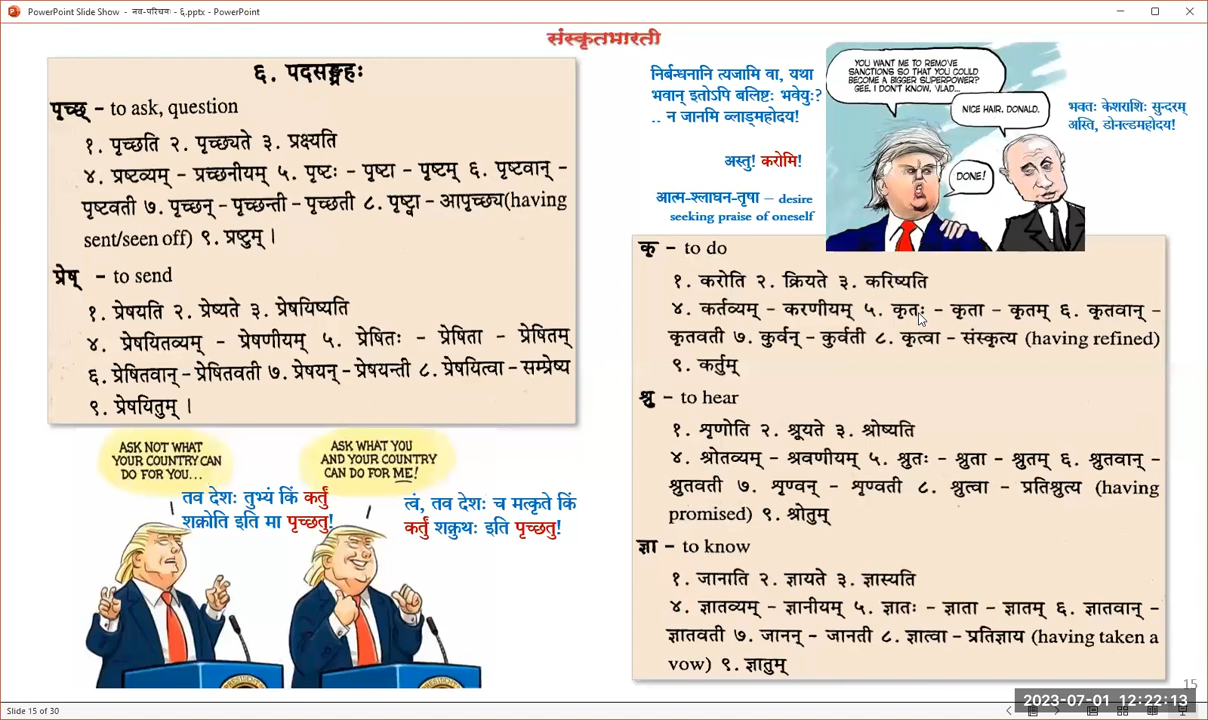 PowerPoint Slide Show - नव-परिचयः - ६.pptx - PowerPoint
संस्कृतभारती
६. पदसङ्ग्रहः
पृच्छ् – to ask, question
१. पृच्छति २. पृच्छ्यते ३. प्रक्ष्यति
४. प्रष्टव्यम् - प्रच्छनीयम् ५. पृष्टः - पृष्टा - पृष्टम् ६. पृष्टवान् -
पृष्टवती ७. पृच्छन् - पृच्छन्ती - पृच्छती ८. पृष्ट्वा - आपृच्छ्य(having
sent/seen off) ९. प्रष्टुम् ।
प्रेष् – to send
१. प्रेषयति २. प्रेष्यते ३. प्रेषयिष्यति
४. प्रेषयितव्यम् - प्रेषणीयम् ५. प्रेषितः - प्रेषिता - प्रेषितम्
६. प्रेषितवान् - प्रेषितवती ७. प्रेषयन् - प्रेषयन्ती ८. प्रेषयित्वा - सम्प्रेष्य
९. प्रेषयितुम् ।
ASK NOT WHAT
YOUR COUNTRY CAN
DO FOR YOU...
तव देशः तुभ्यं किं कर्तुं
शक्नोति इति मा पृच्छतु!
ASK WHAT YOU
AND YOUR COUNTRY
CAN DO FOR ME!
त्वं, तव देशः च मत्कृते किं
कर्तुं शक्नुथः इति पृच्छतु!
निर्बन्धनानि त्यजामि वा, यथा
भवान् इतोऽपि बलिष्टः भवेयुः?
.. न जानमि व्लाड्महोदय!
अस्तु! करोमि!
आत्म-श्लाघन-तृषा – desire
seeking praise of oneself
YOU WANT ME TO REMOVE
SANCTIONS SO THAT YOU COULD
BECOME A BIGGER SUPERPOWER?
GEE. I DON'T KNOW, VLAD...
NICE HAIR, DONALD.
DONE!
भवतः केशराशिः सुन्दरम्
अस्ति, डोनल्डमहोदय!
कृ – to do
१. करोति २. क्रियते ३. करिष्यति
४. कर्तव्यम् - करणीयम् ५. कृतः - कृता - कृतम् ६. कृतवान् -
कृतवती ७. कुर्वन् - कुर्वती ८. कृत्वा - संस्कृत्य (having refined)
९. कर्तुम्
श्रु – to hear
१. शृणोति २. श्रूयते ३. श्रोष्यति
४. श्रोतव्यम् - श्रवणीयम् ५. श्रुतः - श्रुता - श्रुतम् ६. श्रुतवान् -
श्रुतवती ७. शृण्वन् - शृण्वती ८. श्रुत्वा - प्रतिश्रुत्य (having
promised) ९. श्रोतुम्
ज्ञा – to know
१. जानाति २. ज्ञायते ३. ज्ञास्यति
४. ज्ञातव्यम् - ज्ञानीयम् ५. ज्ञातः - ज्ञाता - ज्ञातम् ६. ज्ञातवान् -
ज्ञातवती ७. जानन् - जानती ८. ज्ञात्वा - प्रतिज्ञाय (having taken a
vow) ९. ज्ञातुम्
15
2023-07-01 12:22:13
Slide 15 of 30